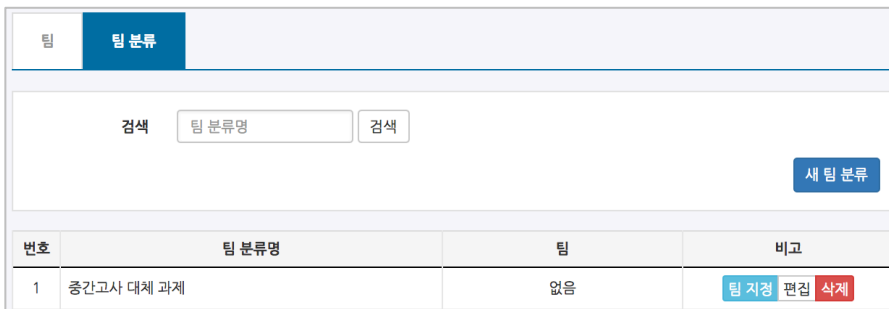 팀 팀 분류
검색 팀 분류명 검색
새 팀 분류
번호 팀 분류명 팀 비고
1 중간고사 대체 과제 없음 팀 지정 편집 삭제